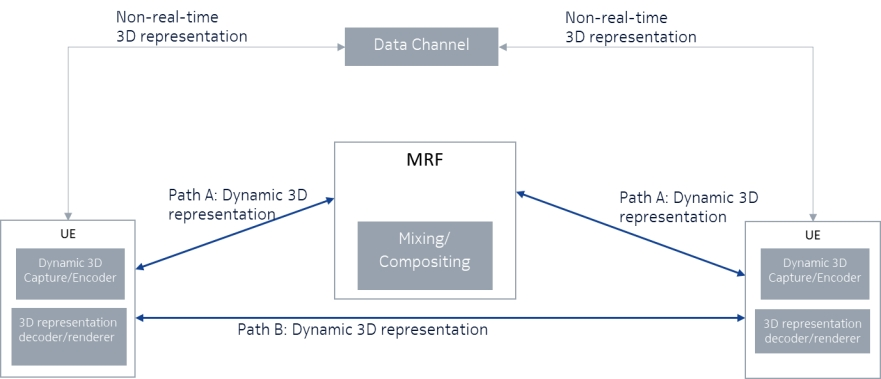 Non-real-time
3D representation
Data Channel
Non-real-time
3D representation
MRF
Mixing/
Compositing
Path A: Dynamic 3D
representation
Path A: Dynamic 3D
representation
UE
Dynamic 3D
Capture/Encoder
3D representation
decoder/renderer
UE
Dynamic 3D
Capture/Encoder
3D representation
decoder/renderer
Path B: Dynamic 3D representation